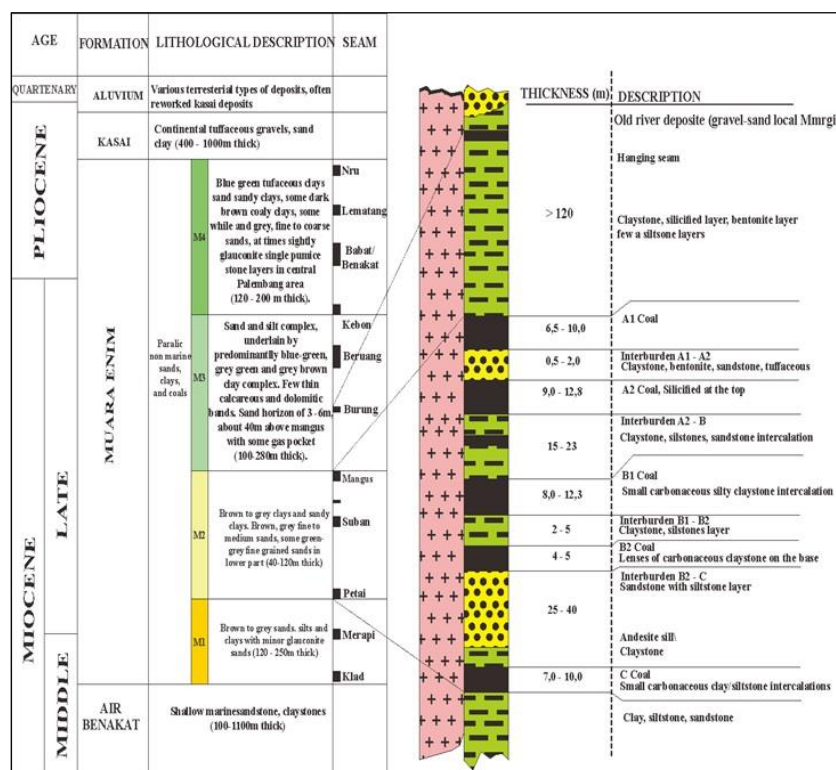 AGE
FORMATION
LITHOLOGICAL DESCRIPTION
SEAM
QUARTENARY
ALUVIUM
Various terresterial types of deposits, often
reworked kasai deposits
PLIOCENE
KASAI
Continental tuffaceous gravels, sand
clay (400 - 1000m thick)
MUARA ENIM
Paralic
non marine
sands,
clays,
and coals
M4
Blue green tufaceous clays
sand sandy clays, some dark
brown coaly clays, some
while and grey, fine to coarse
sands, at times sightly
glauconite single pumice
stone layers in central
Palembang area
(120 - 200 m thick).
Nru
Lematang
Babat/
Benakat
MIOCENE
LATE
M3
Sand and silt complex,
underlain by
predominantlly blue-green,
grey green and grey brown
clay complex. Few thin
calcareous and dolomitic
bands. Sand horizon of 3 - 6m,
about 40m above mangus
with some gas pocket
(100-280m thick).
Kebon
Beruang
Burung
M2
Brown to grey clays and sandy
clays. Brown, grey fine to
medium sands, some green-
grey fine grained sands in
lower part (40-120m thick)
Mangus
Suban
Petai
MIDDLE
M1
Brown to grey sands. silts and
clays with minor glauconite
sands (120 - 250m thick)
Merapi
Klad
AIR
BENAKAT
Shallow marinesandstone, claystones
(100-1100m thick)
THICKNESS (m)
DESCRIPTION
Old river deposite (gravel-sand local Mmrgi
Hanging seam
> 120
Claystone, silicified layer, bentonite layer
few a siltsone layers
6,5 - 10,0
A1 Coal
0,5 - 2,0
Interburden A1 - A2
Claystone, bentonite, sandstone, tuffaceous
9,0 - 12,8
A2 Coal, Silicified at the top
15 - 23
Interburden A2 - B
Claystone, silstones, sandstone intercalation
8,0 - 12,3
B1 Coal
Small carbonaceous silty claystone intercalation
2 - 5
Interburden B1 - B2
Claystone, siltstones layer
4 - 5
B2 Coal
Lenses of carbonaceous claystone on the base
25 - 40
Interburden B2 - C
Sandstone with siltstone layer
Andesite sill\
Claystone
7,0 - 10,0
C Coal
Small carbonaceous clay/siltstone intercalations
Clay, siltstone, sandstone